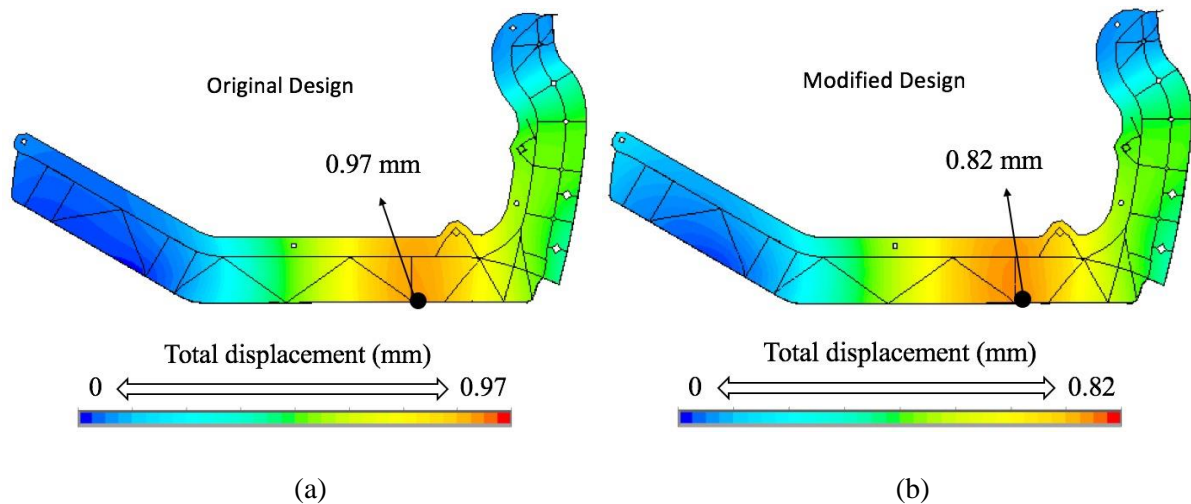 Original Design
0.97 mm
Total displacement (mm)
0 0.97
(a)
Modified Design
0.82 mm
Total displacement (mm)
0 0.82
(b)